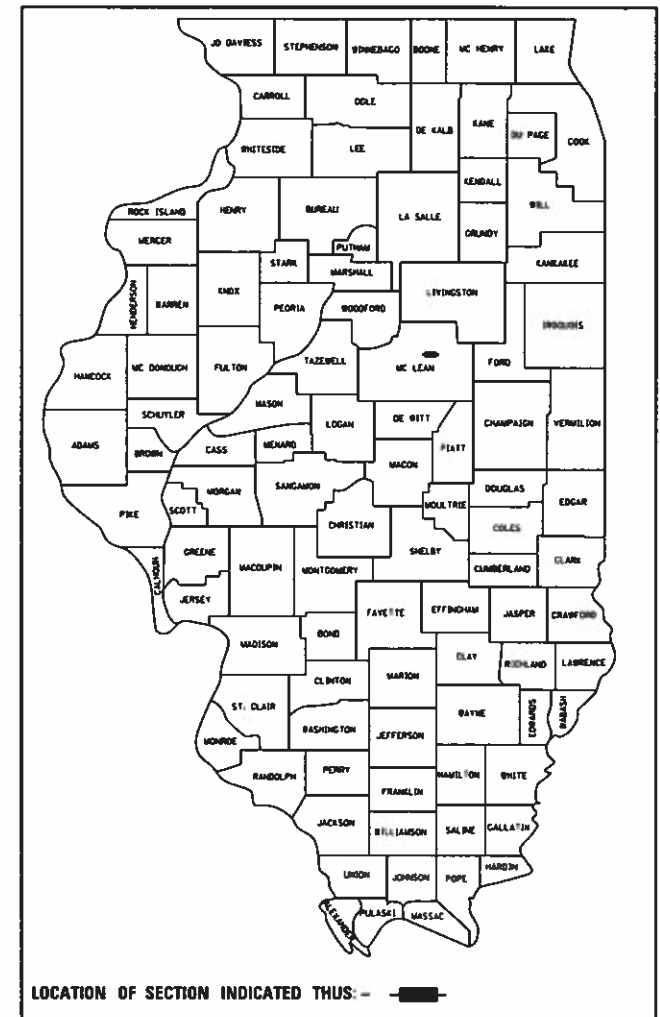 JO DAVIESS STEPHENSON WINNEBAGO BOONE MC HENRY LAKE
CARROLL OGLE DE KALB KANE DU PAGE COOK
WHITESIDE LEE KENDALL WILL
ROCK ISLAND HENRY BUREAU LA SALLE GRUNDY
MERCER PUTNAM KANKAKEE
STARK MARSHALL
HENDERSON WARREN KNOX PEORIA WOODFORD LIVINGSTON IROQUOIS
HANCOCK MC DONOUGH FULTON TAZEWELL MC LEAN FORD
SCHUYLER MASON LOGAN DE WITT CHAMPAIGN VERMILION
ADAMS BROWN CASS MENARD MACON PIATT
PIKE SCOTT MORGAN SANGAMON MOULTRIE DOUGLAS EDGAR
CHRISTIAN COLES
CALHOUN GREENE MACOUPIN MONTGOMERY SHELBY CUMBERLAND CLARK
JERSEY FAYETTE EFFINGHAM JASPER CRAWFORD
MADISON BOND
CLINTON MARION CLAY RICHLAND LAWRENCE
ST. CLAIR WASHINGTON JEFFERSON WAYNE EDWARDS WABASH
MONROE
RANDOLPH PERRY HAMILTON WHITE
FRANKLIN
JACKSON WILLIAMSON SALINE GALLATIN
UNION JOHNSON POPE HARDIN
ALEXANDER PULASKI MASSAC
LOCATION OF SECTION INDICATED THUS: -